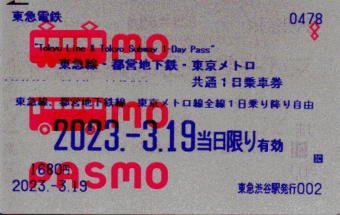 東急電鉄 0478
"Tokyu Line & Tokyo Subway 1-Day Pass"
東急線・都営地下鉄・東京メトロ
共通1日乗車券
東急線、都営地下鉄線、東京メトロ線全線1日乗り降り自由
2023.-3.19当日限り有効
1680円
2023.-3.19 東急渋谷駅発行002
pasmo